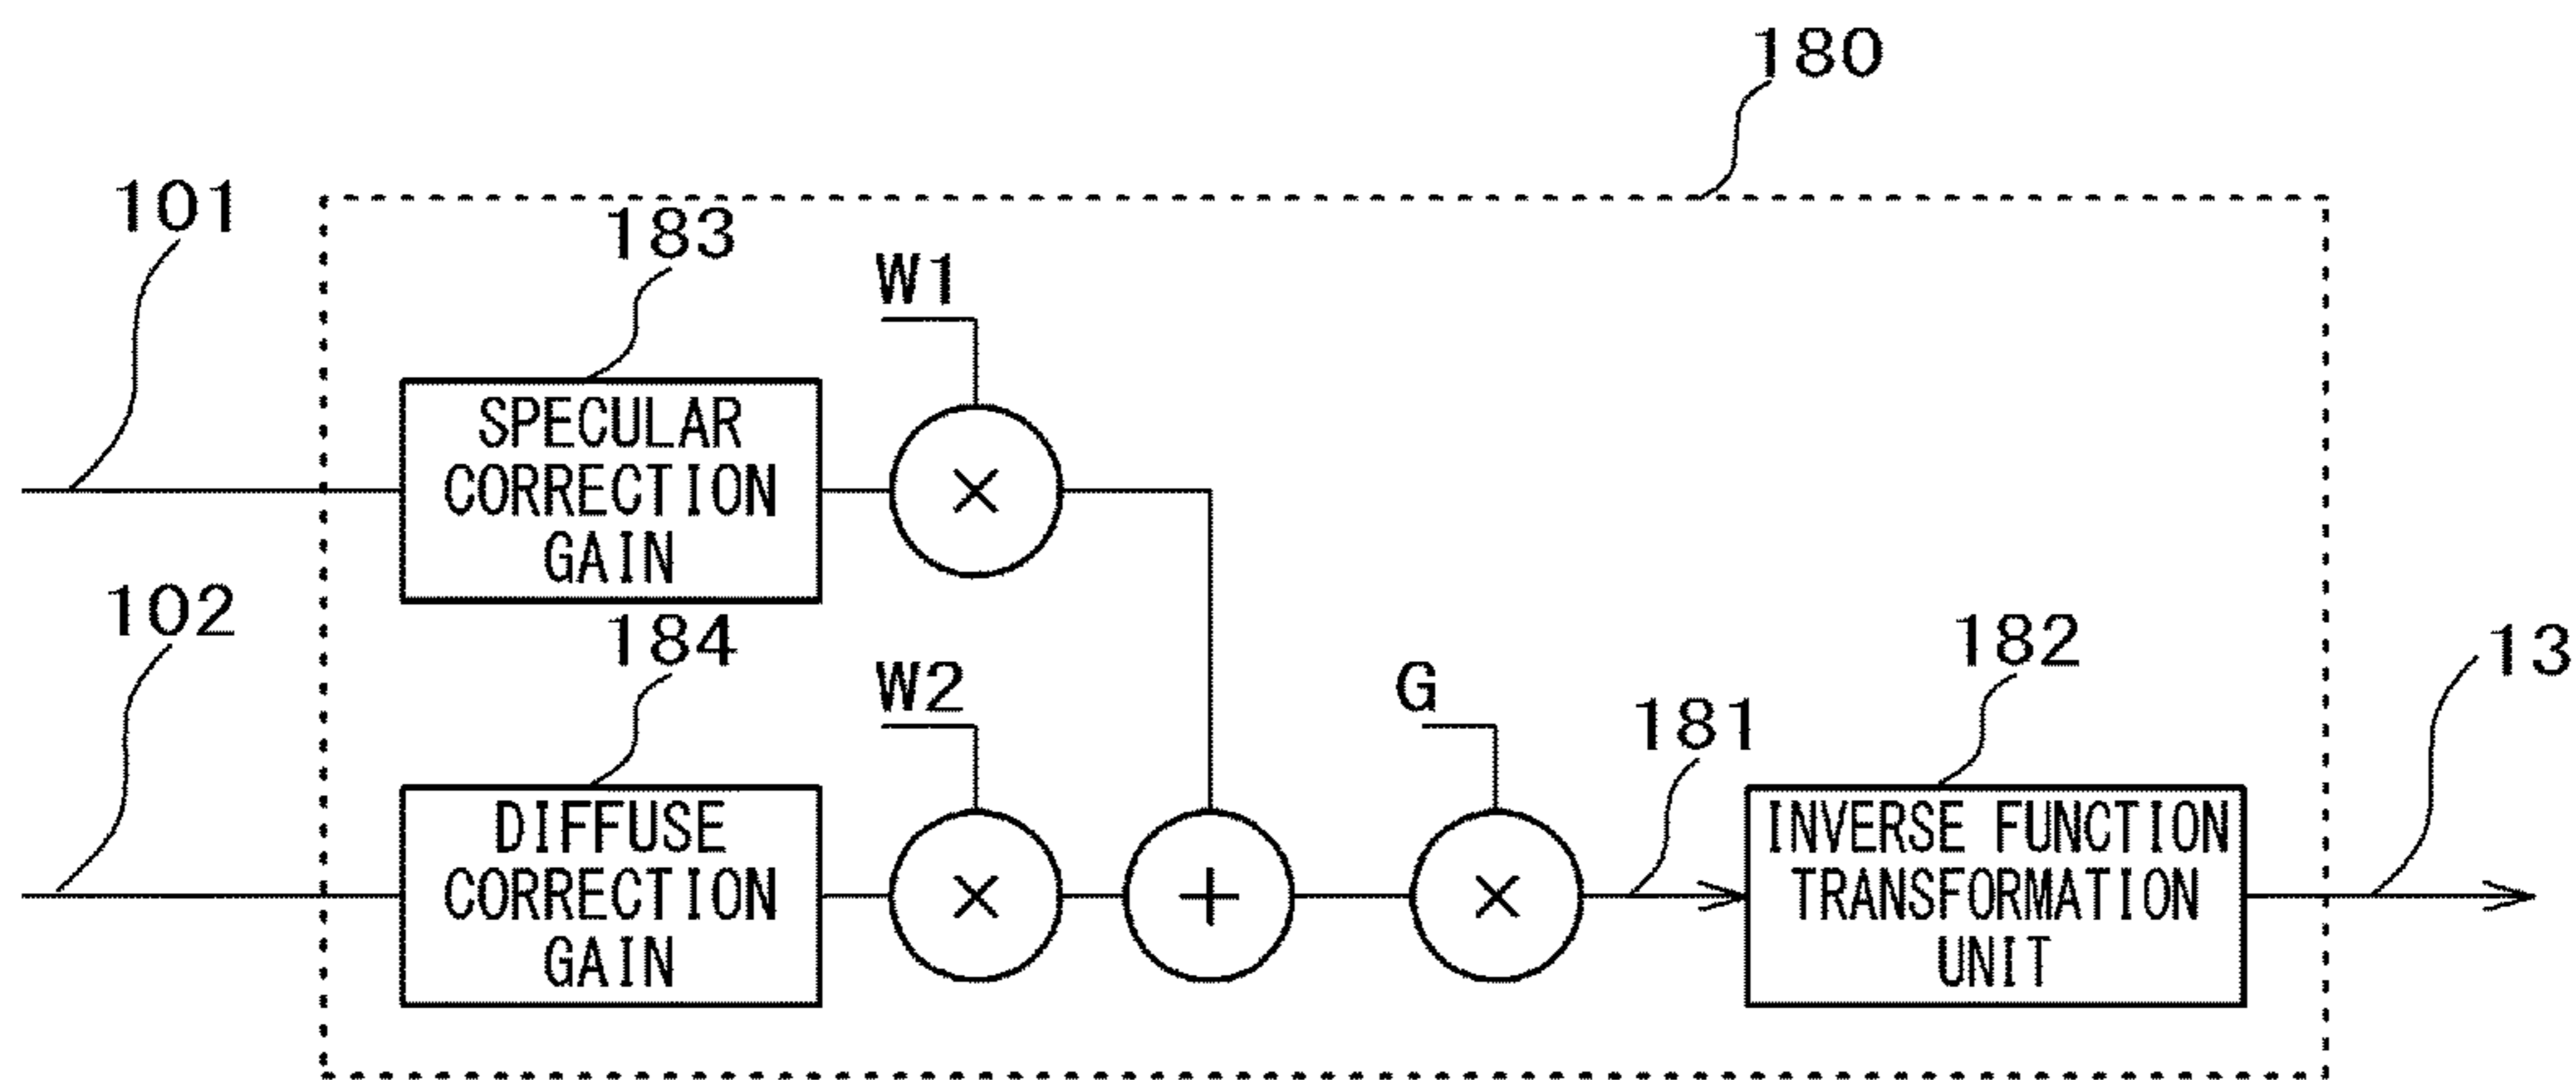 180
101
183
W1
SPECULAR
CORRECTION
GAIN
×
102
184
W2
G
181
182
13
DIFFUSE
CORRECTION
GAIN
×
+
×
INVERSE FUNCTION
TRANSFORMATION
UNIT